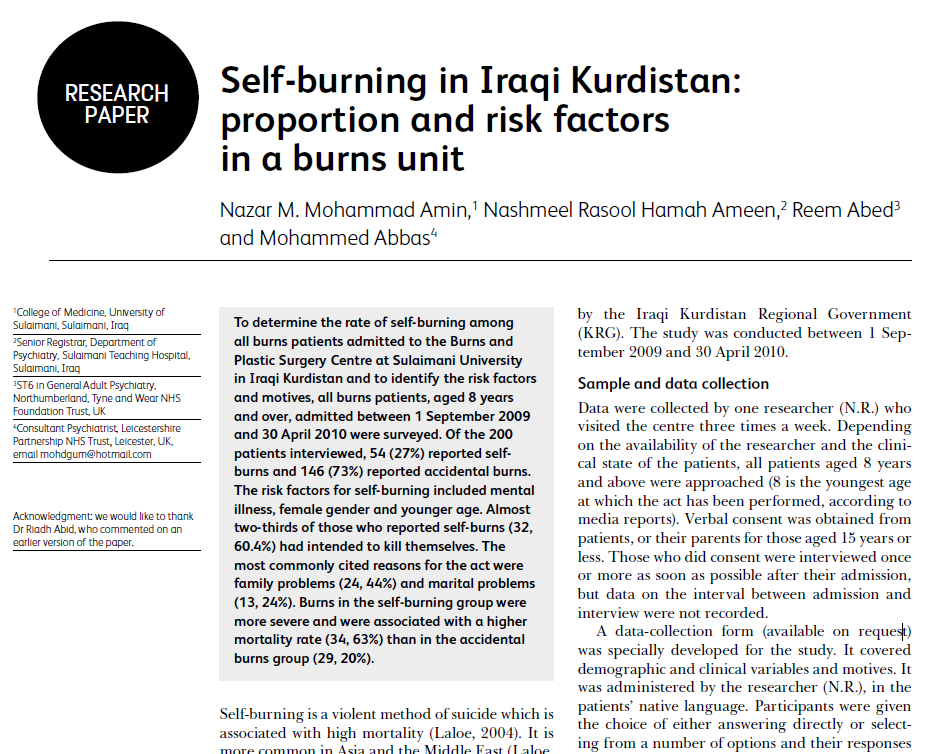 RESEARCH
PAPER
Self-burning in Iraqi Kurdistan:
proportion and risk factors
in a burns unit
Nazar M. Mohammad Amin,¹ Nashmeel Rasool Hamah Ameen,² Reem Abed³
and Mohammed Abbas⁴
¹College of Medicine, University of
Sulaimani, Sulaimani, Iraq
²Senior Registrar, Department of
Psychiatry, Sulaimani Teaching Hospital,
Sulaimani, Iraq
³ST6 in General Adult Psychiatry,
Northumberland, Tyne and Wear NHS
Foundation Trust, UK
⁴Consultant Psychiatrist, Leicestershire
Partnership NHS Trust, Leicester, UK,
email mohdgum@hotmail.com
Acknowledgment: we would like to thank
Dr Riadh Abid, who commented on an
earlier version of the paper.
To determine the rate of self-burning among
all burns patients admitted to the Burns and
Plastic Surgery Centre at Sulaimani University
in Iraqi Kurdistan and to identify the risk factors
and motives, all burns patients, aged 8 years
and over, admitted between 1 September 2009
and 30 April 2010 were surveyed. Of the 200
patients interviewed, 54 (27%) reported self-
burns and 146 (73%) reported accidental burns.
The risk factors for self-burning included mental
illness, female gender and younger age. Almost
two-thirds of those who reported self-burns (32,
60.4%) had intended to kill themselves. The
most commonly cited reasons for the act were
family problems (24, 44%) and marital problems
(13, 24%). Burns in the self-burning group were
more severe and were associated with a higher
mortality rate (34, 63%) than in the accidental
burns group (29, 20%).
Self-burning is a violent method of suicide which is
associated with high mortality (Laloe, 2004). It is
more common in Asia and the Middle East (Laloe,
by the Iraqi Kurdistan Regional Government
(KRG). The study was conducted between 1 Sep-
tember 2009 and 30 April 2010.
Sample and data collection
Data were collected by one researcher (N.R.) who
visited the centre three times a week. Depending
on the availability of the researcher and the clini-
cal state of the patients, all patients aged 8 years
and above were approached (8 is the youngest age
at which the act has been performed, according to
media reports). Verbal consent was obtained from
patients, or their parents for those aged 15 years or
less. Those who did consent were interviewed once
or more as soon as possible after their admission,
but data on the interval between admission and
interview were not recorded.
A data-collection form (available on request)
was specially developed for the study. It covered
demographic and clinical variables and motives. It
was administered by the researcher (N.R.), in the
patients' native language. Participants were given
the choice of either answering directly or select-
ing from a number of options and their responses